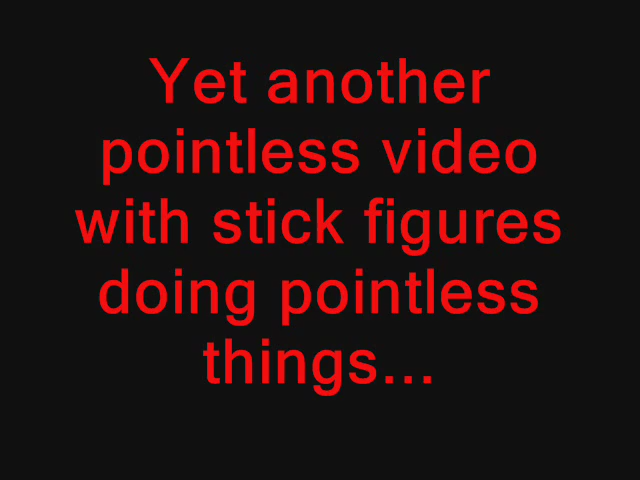 Yet another
pointless video
with stick figures
doing pointless
things...